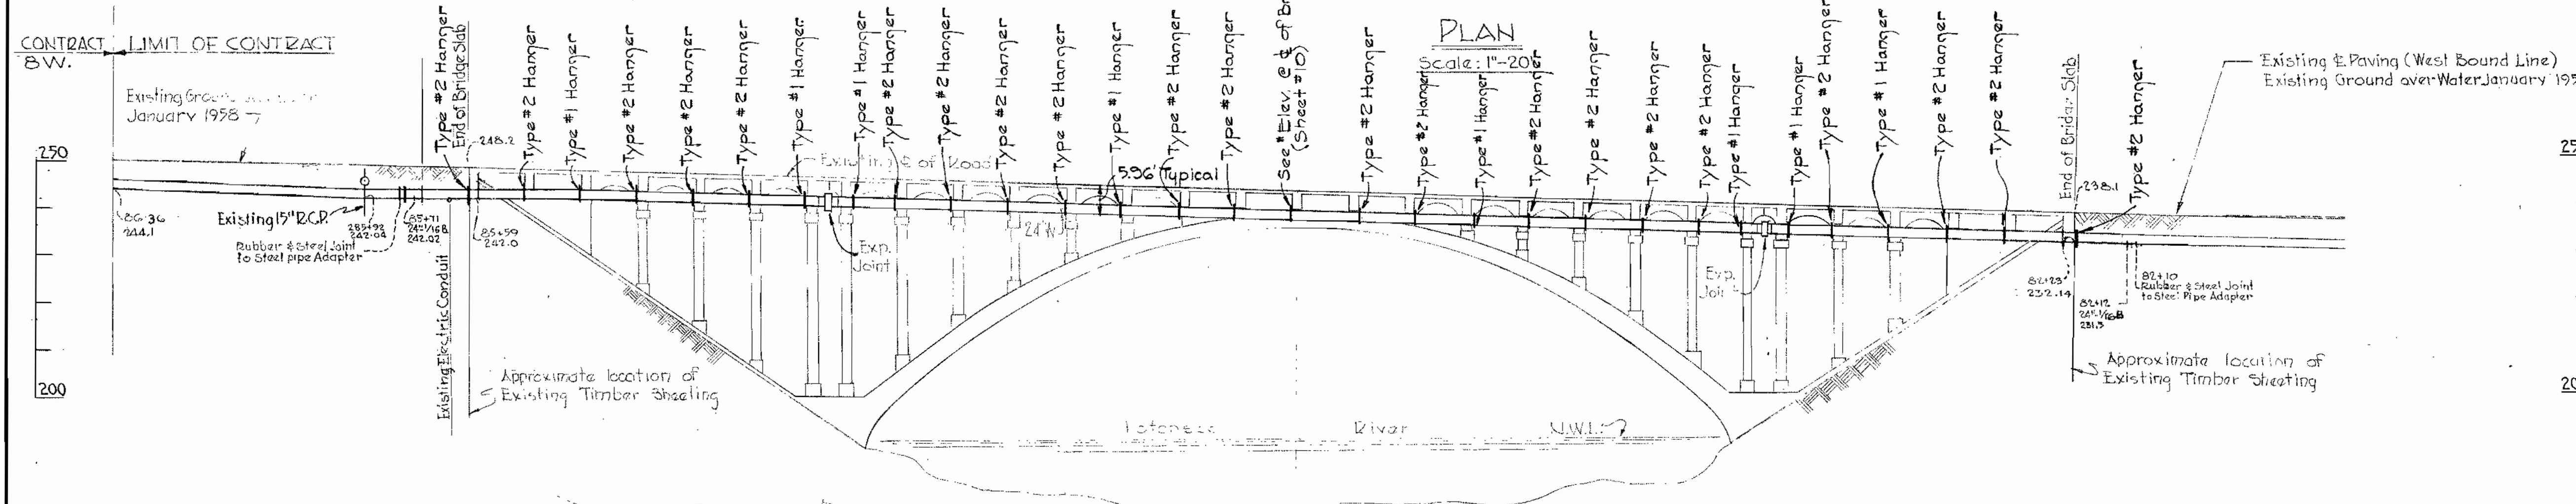 CONTRACT
8W.
LIMIT OF CONTRACT
Existing
January 1958
250
200
86+36
244.1
Existing 15" R.C.P.
Rubber & Steel Joint
to Steel pipe Adapter
285+92
242.04
85+71
24"-1/16 B
242.02
Existing Electric Conduit
Type #2 Hanger
End of Bridge Slab
248.2
85+59
242.0
Approximate location of
Existing Timber Sheeting
Type #2 Hanger
Type #1 Hanger
Type #2 Hanger
Type #2 Hanger
Type #2 Hanger
Type #1 Hanger
Existing ℄ of Road
Exp.
Joint
Type #1 Hanger
Type #2 Hanger
Type #2 Hanger
Type #2 Hanger
24"W
Type #2 Hanger
5.96' Typical
Type #1 Hanger
Type #2 Hanger
Type #2 Hanger
See "Elev. @ ℄ of
(Sheet #10)
PLAN
Scale: 1"-20'
Type #2 Hanger
Type #2 Hanger
Type #1 Hanger
Type #2 Hanger
Type #2 Hanger
Type #2 Hanger
Type #2 Hanger
Type #1 Hanger
Exp.
Joint
Type #1 Hanger
Type #2 Hanger
Type #1 Hanger
Type #2 Hanger
Type #2 Hanger
River
N.W.L.
End of Bridge Slab
238.1
Type #2 Hanger
Existing ℄ Paving (West Bound Line)
Existing Ground over Water January
82+23
232.14
82+12
24"-1/16 B
231.3
82+10
Rubber & Steel Joint
to Steel Pipe Adapter
Approximate location of
Existing Timber Sheeting